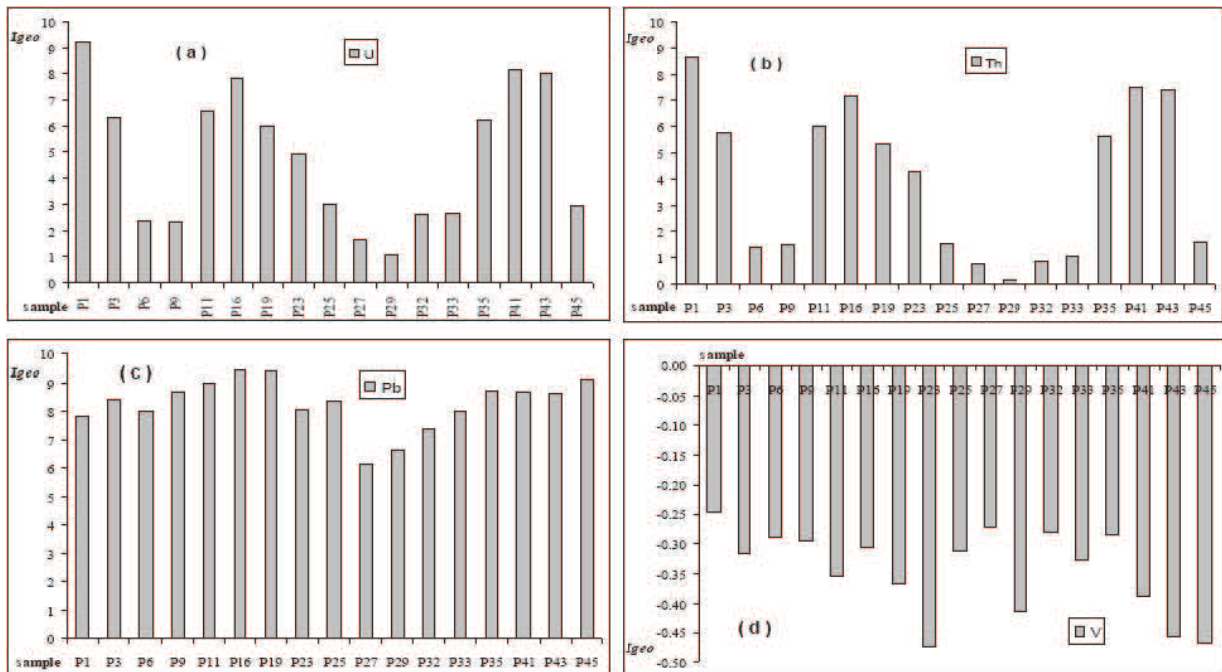 Igeo
10
9
8
7
6
5
4
3
2
1
0
( a )
U
sample P1 P3 P6 P9 P11 P16 P19 P23 P25 P27 P29 P32 P33 P35 P41 P43 P45
Igeo
10
9
8
7
6
5
4
3
2
1
0
( b )
Th
sample P1 P3 P6 P9 P11 P16 P19 P23 P25 P27 P29 P32 P33 P35 P41 P43 P45
Igeo
10
9
8
7
6
5
4
3
2
1
0
( C )
Pb
sample P1 P3 P6 P9 P11 P16 P19 P23 P25 P27 P29 P32 P33 P35 P41 P43 P45
sample
P1 P3 P6 P9 P11 P16 P19 P23 P25 P27 P29 P32 P33 P35 P41 P43 P45
0.00
-0.05
-0.10
-0.15
-0.20
-0.25
-0.30
-0.35
-0.40
-0.45
-0.50
Igeo
( d )
V